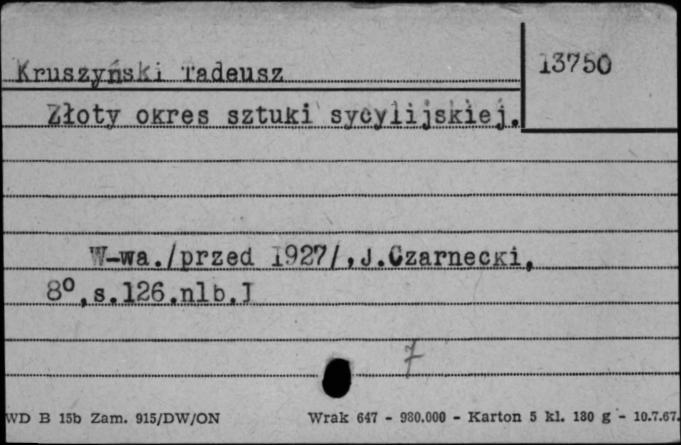 Kruszyński Tadeusz
13750
Złoty okres sztuki sycylijskiej.
W-wa./przed 1927/,J.Czarnecki,
8°,s.126.nlb.I
7
WD B 15b Zam. 915/DW/ON Wrak 647 - 980.000 - Karton 5 kl. 180 g - 10.7.67.